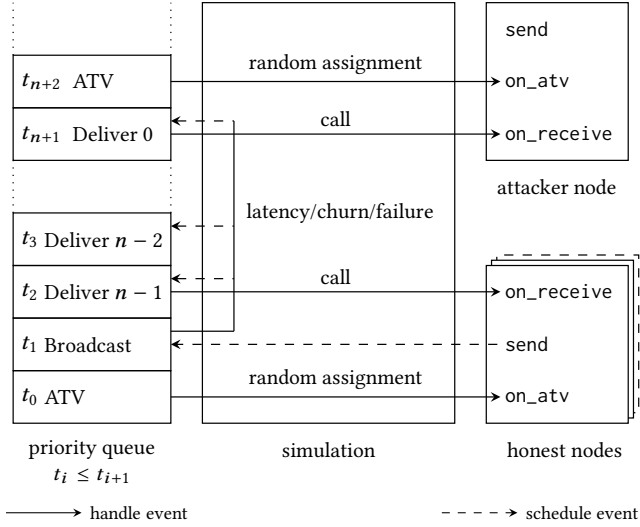 send
t_{n+2} ATV
random assignment
on_atv
t_{n+1} Deliver 0
call
on_receive
attacker node
latency/churn/failure
t_3 Deliver n − 2
t_2 Deliver n − 1
call
on_receive
t_1 Broadcast
send
t_0 ATV
random assignment
on_atv
priority queue
t_i ≤ t_{i+1}
simulation
honest nodes
handle event
schedule event